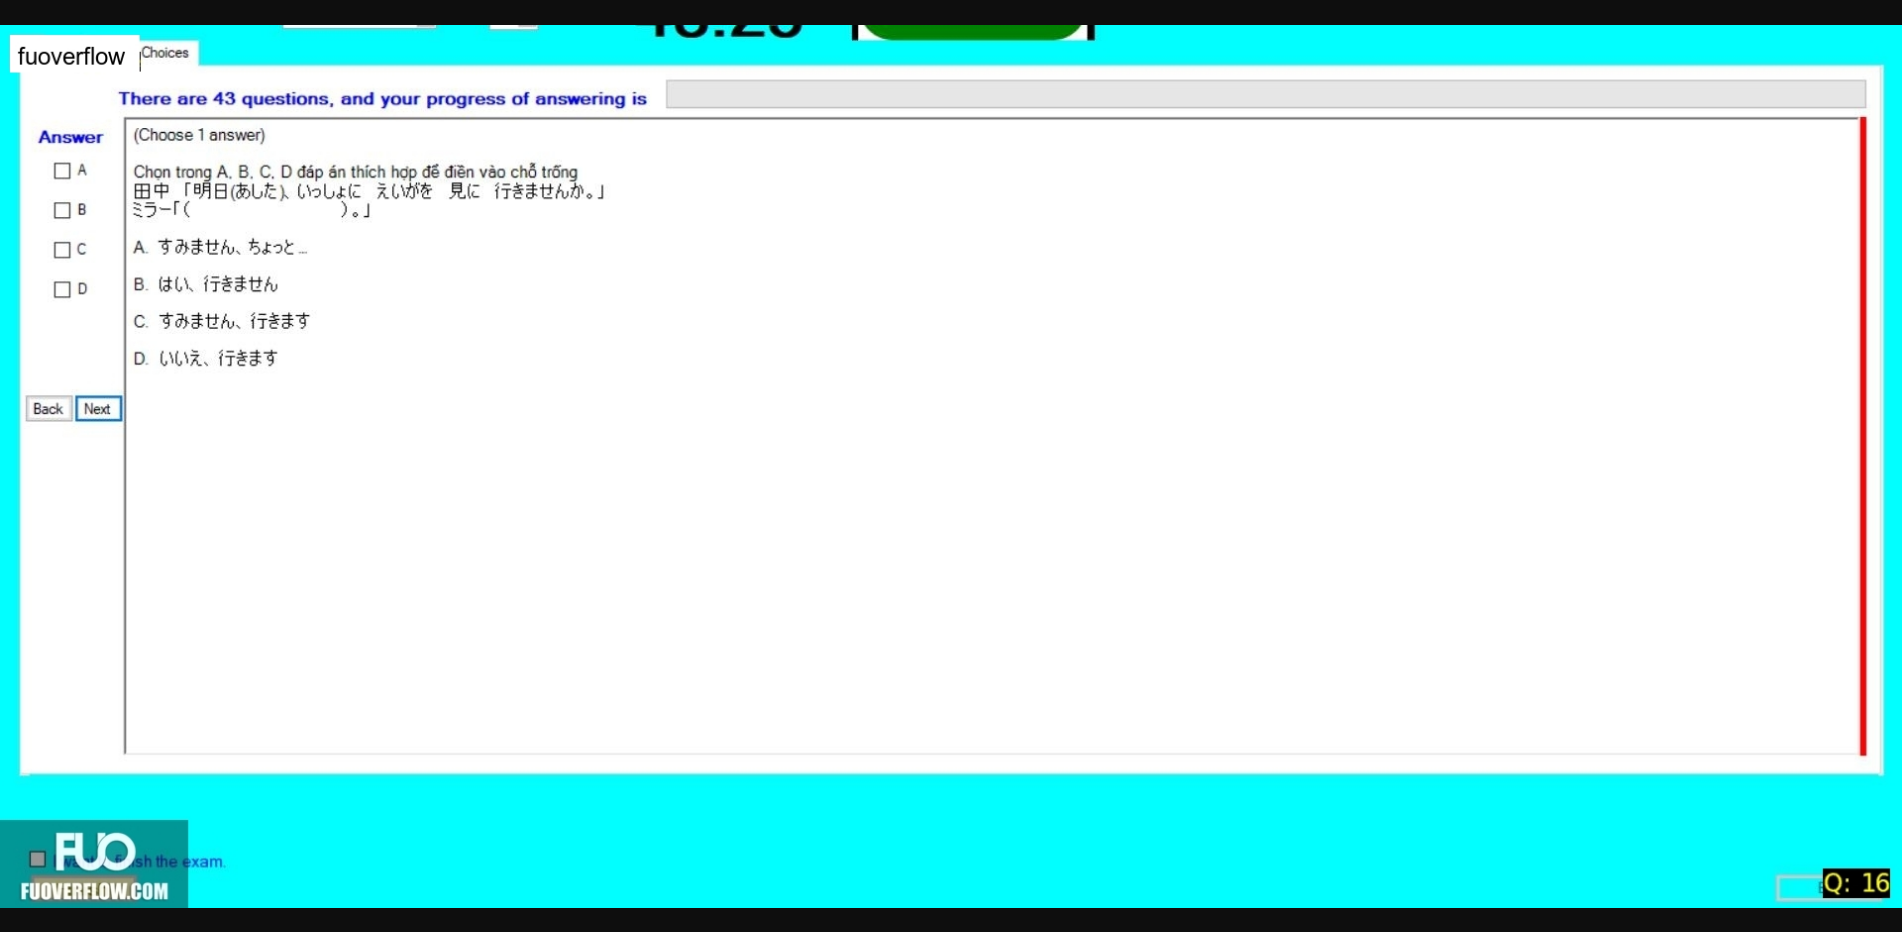 fuoverflow
Choices
There are 43 questions, and your progress of answering is
Answer
(Choose 1 answer)
A
B
C
D
Chọn trong A, B, C, D đáp án thích hợp để điền vào chỗ trống
田中「明日(あした)、いっしょに えいがを 見に 行きませんか。」
ミラー「( )。」
A. すみません、ちょっと...
B. はい、行きません
C. すみません、行きます
D. いいえ、行きます
Back
Next
FUO
the exam.
FUOVERFLOW.COM
Q: 16